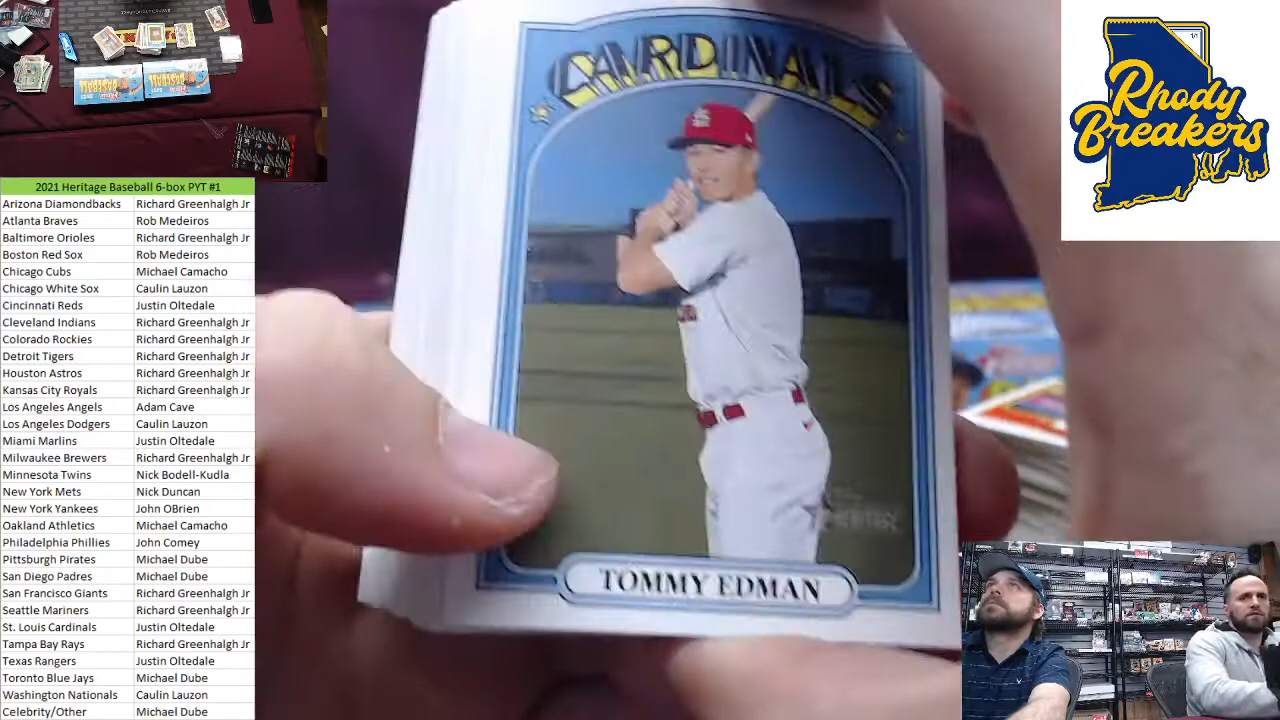 2021 Heritage Baseball 6-box PYT #1
Arizona Diamondbacks Richard Greenhalgh Jr
Atlanta Braves Rob Medeiros
Baltimore Orioles Richard Greenhalgh Jr
Boston Red Sox Rob Medeiros
Chicago Cubs Michael Camacho
Chicago White Sox Caulin Lauzon
Cincinnati Reds Justin Oltedale
Cleveland Indians Richard Greenhalgh Jr
Colorado Rockies Richard Greenhalgh Jr
Detroit Tigers Richard Greenhalgh Jr
Houston Astros Richard Greenhalgh Jr
Kansas City Royals Richard Greenhalgh Jr
Los Angeles Angels Adam Cave
Los Angeles Dodgers Caulin Lauzon
Miami Marlins Justin Oltedale
Milwaukee Brewers Richard Greenhalgh Jr
Minnesota Twins Nick Bodell-Kudla
New York Mets Nick Duncan
New York Yankees John OBrien
Oakland Athletics Michael Camacho
Philadelphia Phillies John Comey
Pittsburgh Pirates Michael Dube
San Diego Padres Michael Dube
San Francisco Giants Richard Greenhalgh Jr
Seattle Mariners Richard Greenhalgh Jr
St. Louis Cardinals Justin Oltedale
Tampa Bay Rays Richard Greenhalgh Jr
Texas Rangers Justin Oltedale
Toronto Blue Jays Michael Dube
Washington Nationals Caulin Lauzon
Celebrity/Other Michael Dube
CARDINALS
TOMMY EDMAN
1/1
Rhody
Breakers